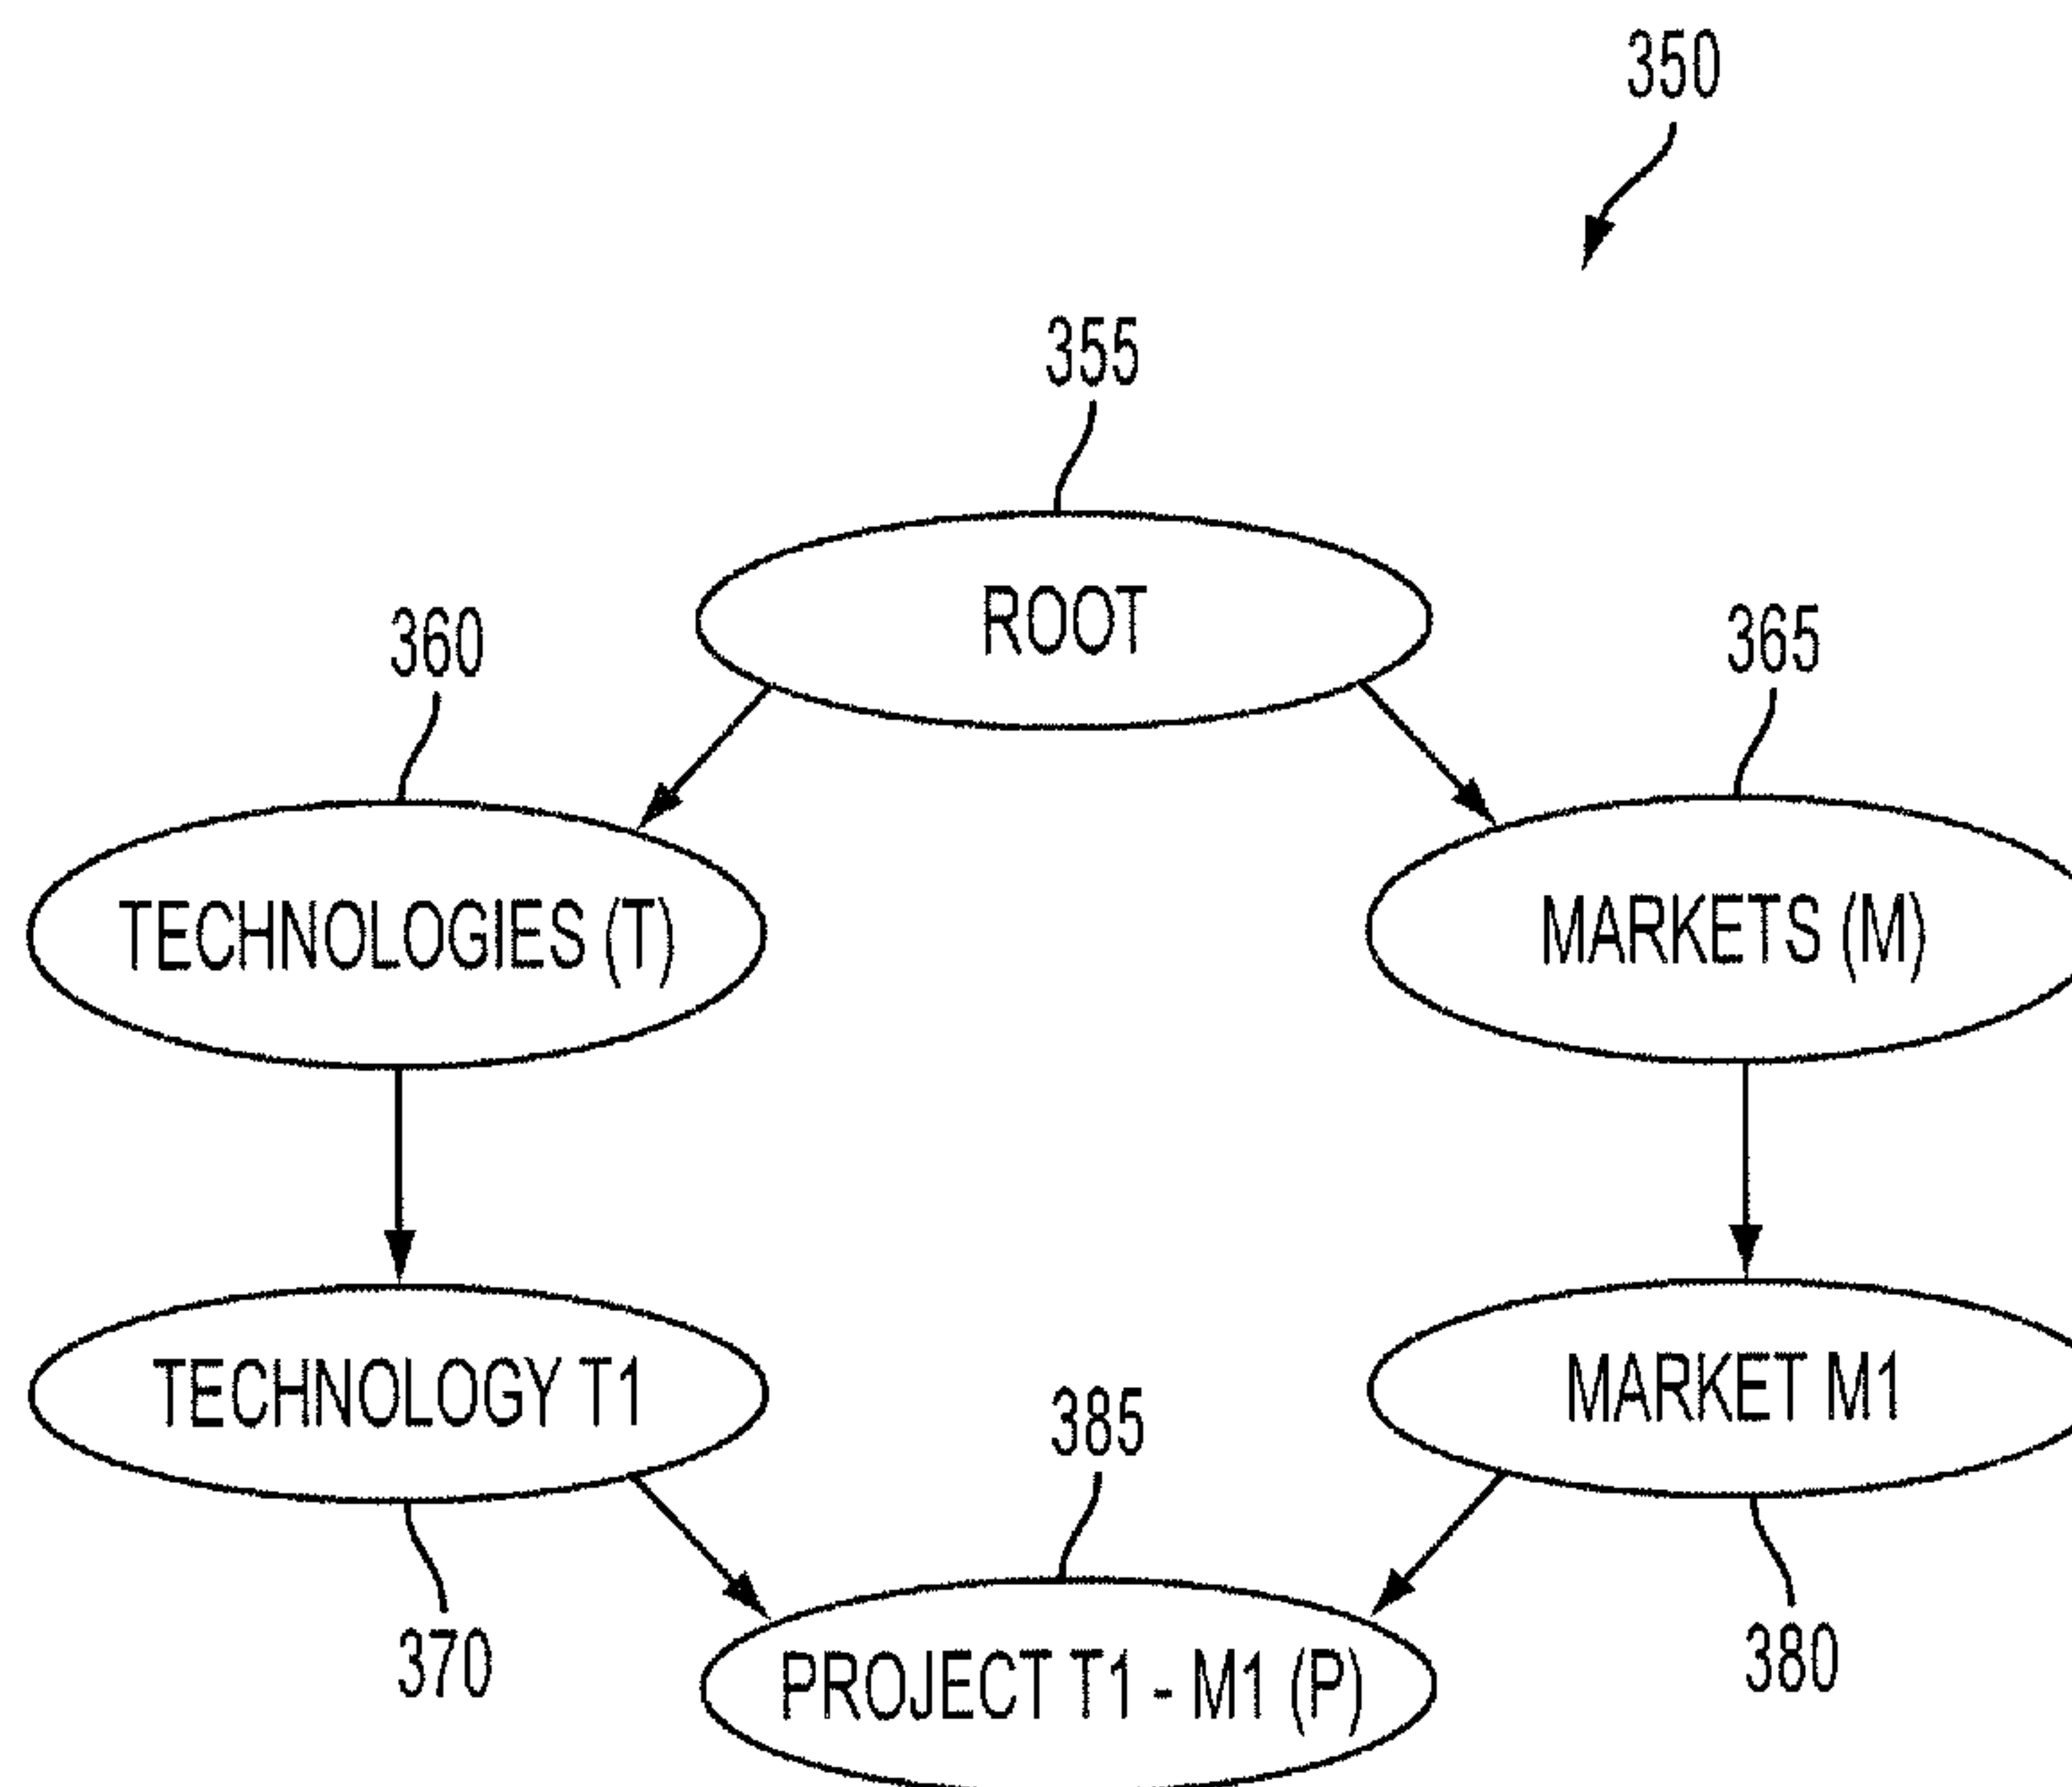 350
355
ROOT
360
365
TECHNOLOGIES (T)
MARKETS (M)
TECHNOLOGY T1
MARKET M1
385
370
380
PROJECT T1 - M1 (P)